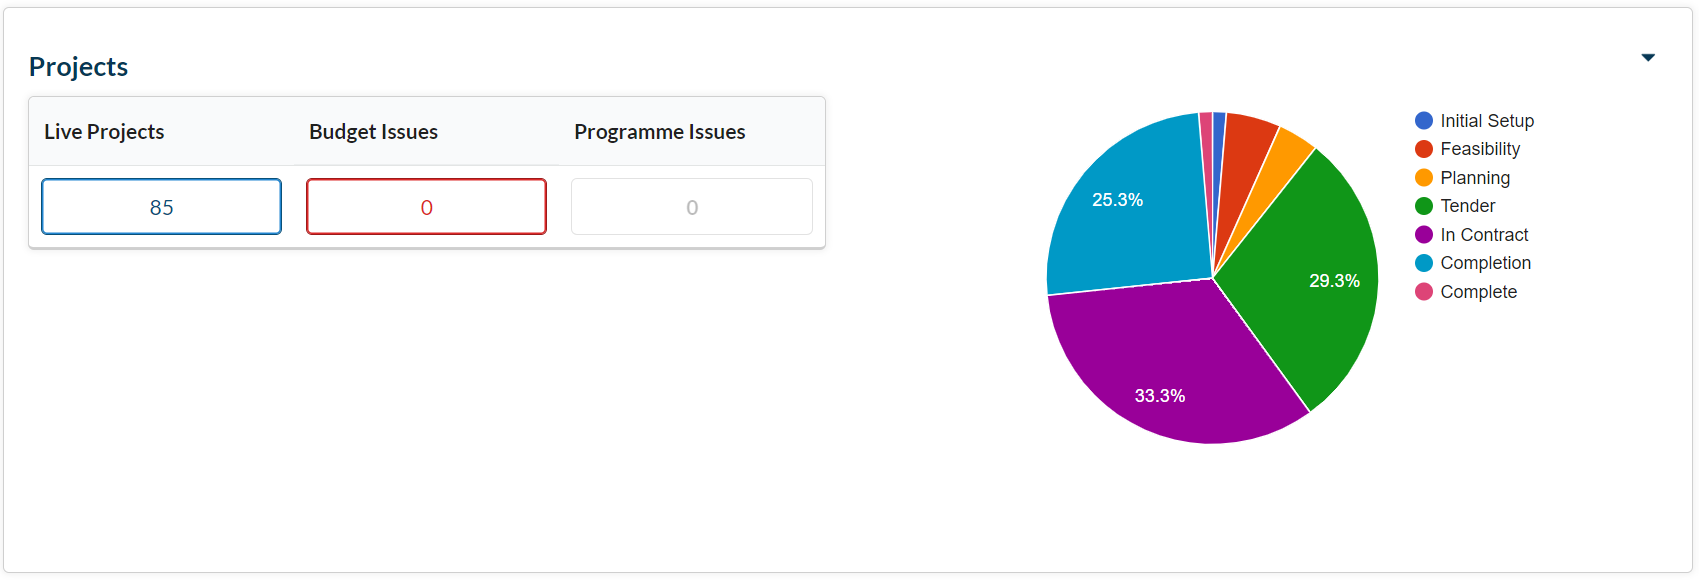 Projects
Live Projects Budget Issues Programme Issues
85 0 0
Initial Setup
Feasibility
Planning
Tender
In Contract
Completion
Complete
25.3%
29.3%
33.3%